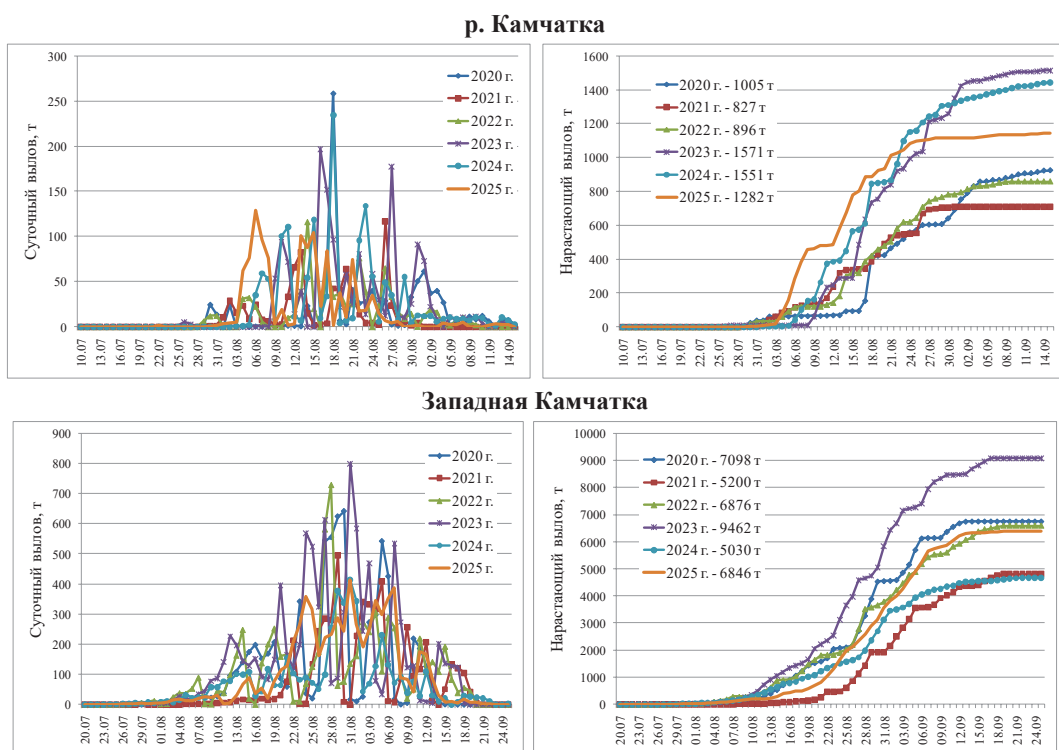 р. Камчатка
Суточный вылов, т
300
250
200
150
100
50
0
2020 г.
2021 г.
2022 г.
2023 г.
2024 г.
2025 г.
10.07 13.07 16.07 19.07 22.07 25.07 28.07 31.07 03.08 06.08 09.08 12.08 15.08 18.08 21.08 24.08 27.08 30.08 02.09 05.09 08.09 11.09 14.09
Нарастающий вылов, т
1600
1400
1200
1000
800
600
400
200
0
2020 г. - 1005 т
2021 г. - 827 т
2022 г. - 896 т
2023 г. - 1571 т
2024 г. - 1551 т
2025 г. - 1282 т
10.07 13.07 16.07 19.07 22.07 25.07 28.07 31.07 03.08 06.08 09.08 12.08 15.08 18.08 21.08 24.08 27.08 30.08 02.09 05.09 08.09 11.09 14.09
Западная Камчатка
Суточный вылов, т
900
800
700
600
500
400
300
200
100
0
2020 г.
2021 г.
2022 г.
2023 г.
2024 г.
2025 г.
20.07 23.07 26.07 29.07 01.08 04.08 07.08 10.08 13.08 16.08 19.08 22.08 25.08 28.08 31.08 03.09 06.09 09.09 12.09 15.09 18.09 21.09 24.09
Нарастающий вылов, т
10000
9000
8000
7000
6000
5000
4000
3000
2000
1000
0
2020 г. - 7098 т
2021 г. - 5200 т
2022 г. - 6876 т
2023 г. - 9462 т
2024 г. - 5030 т
2025 г. - 6846 т
20.07 23.07 26.07 29.07 01.08 04.08 07.08 10.08 13.08 16.08 19.08 22.08 25.08 28.08 31.08 03.09 06.09 09.09 12.09 15.09 18.09 21.09 24.09